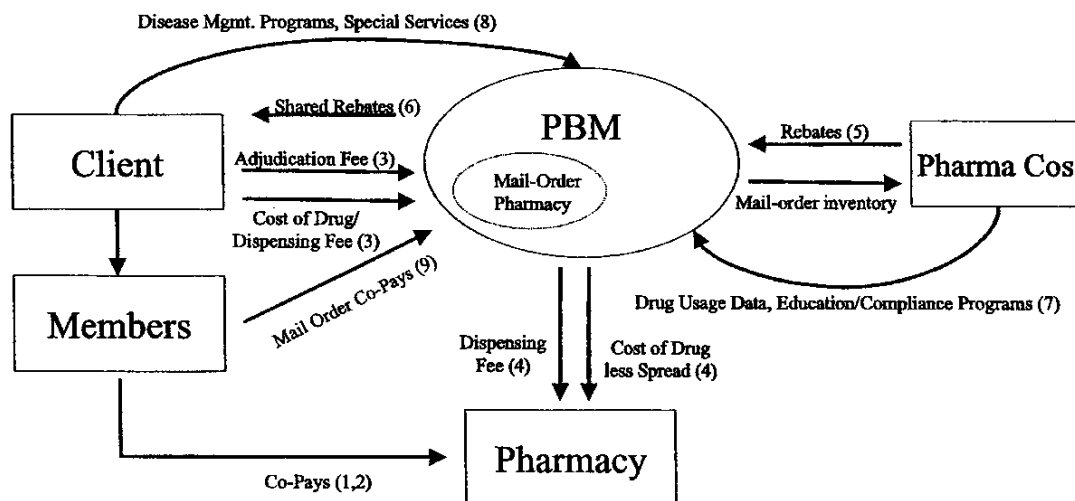 Disease Mgmt. Programs, Special Services (8)
Shared Rebates (6)
PBM
Rebates (5)
Client
Adjudication Fee (3)
Mail-Order
Pharmacy
Pharma Cos
Cost of Drug/
Dispensing Fee (3)
Mail-order inventory
Mail Order Co-Pays (9)
Members
Drug Usage Data, Education/Compliance Programs (7)
Dispensing
Fee (4)
Cost of Drug
less Spread (4)
Pharmacy
Co-Pays (1,2)